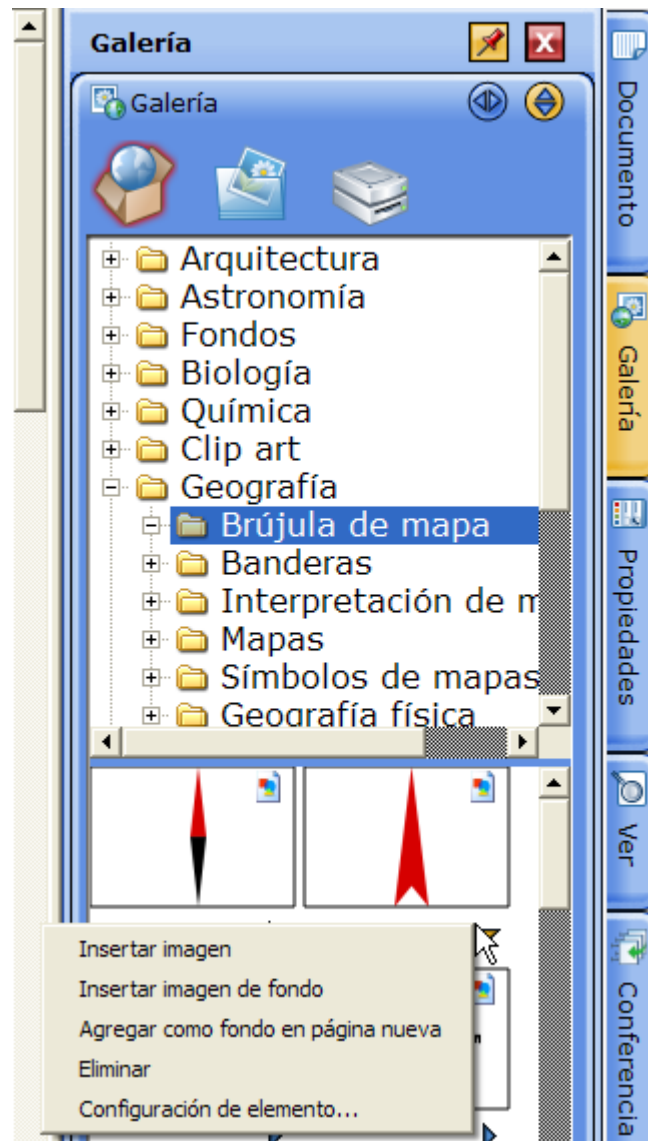 Galería
Galería
Arquitectura
Astronomía
Fondos
Biología
Química
Clip art
Geografía
Brújula de mapa
Banderas
Interpretación de m
Mapas
Símbolos de mapas
Geografía física
Insertar imagen
Insertar imagen de fondo
Agregar como fondo en página nueva
Eliminar
Configuración de elemento...
Documento
Galería
Propiedades
Ver
Conferencia